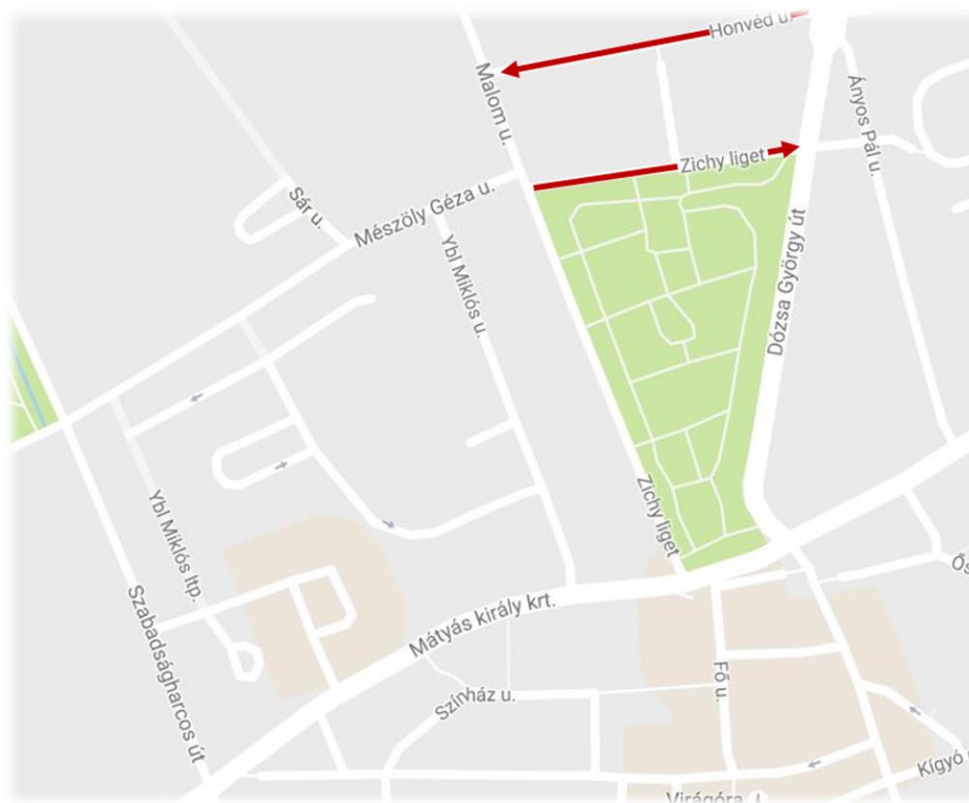 Honvéd u.
Malom u.
Ányos Pál u.
Zichy liget
Sár u.
Mészöly Géza u.
Ybl Miklós u.
Dózsa György út
Zichy liget
Ybl Miklós ltp.
Szabadságharcos út
Mátyás király krt.
Fő u.
Színház u.
Kígyó
Virágóra